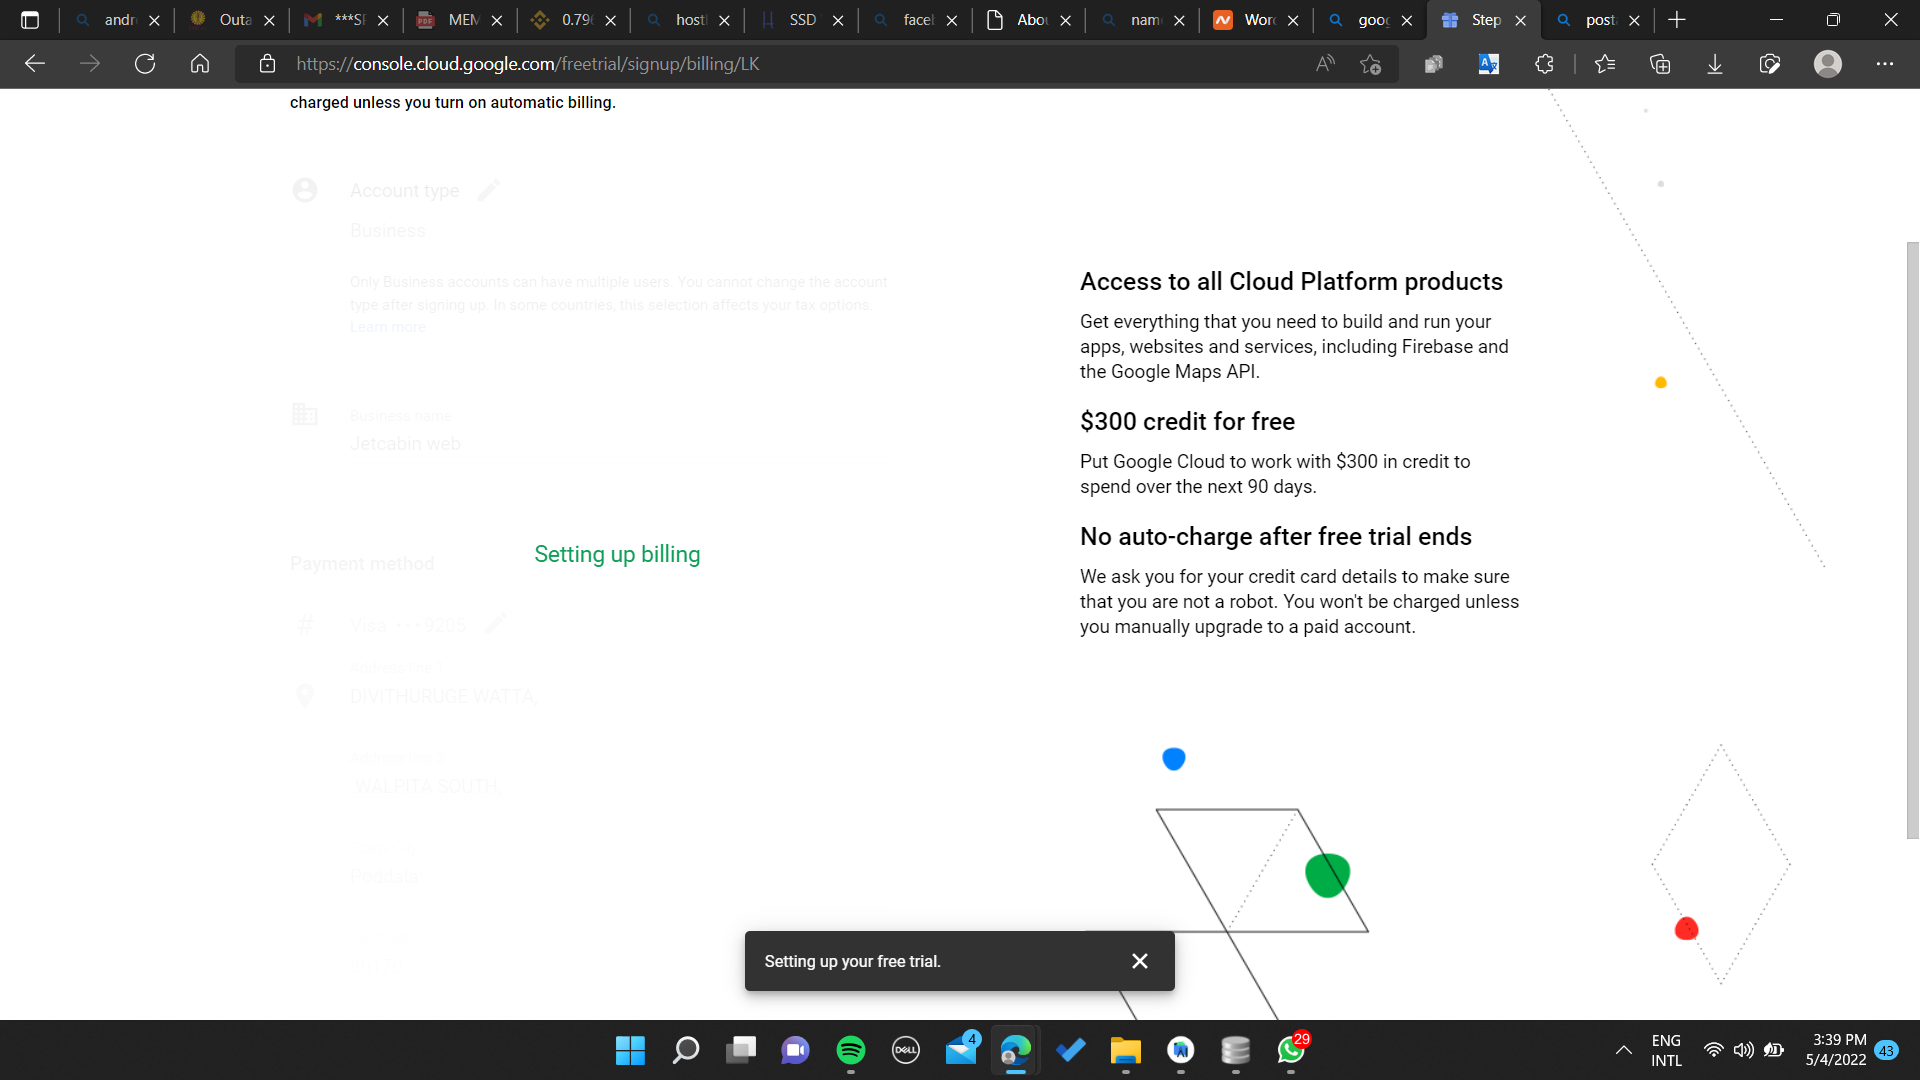 andr
Outa
***SF
MEM
0.796
host
SSD
facel
Abou
nam
Wor
goog
Step
post
https://console.cloud.google.com/freetrial/signup/billing/LK
charged unless you turn on automatic billing.
Account type
Business
Only Business accounts can have multiple users. You cannot change the account
type after signing up. In some countries, this selection affects your tax options.
Learn more
Business name
Jetcabin web
Setting up billing
Payment method
Visa ••• 9205
Address line 1
DIVITHURUGE WATTA,
Address line 2
WALPITA SOUTH,
Access to all Cloud Platform products
Get everything that you need to build and run your
apps, websites and services, including Firebase and
the Google Maps API.
$300 credit for free
Put Google Cloud to work with $300 in credit to
spend over the next 90 days.
No auto-charge after free trial ends
We ask you for your credit card details to make sure
that you are not a robot. You won't be charged unless
you manually upgrade to a paid account.
Setting up your free trial.
DELL
4
29
ENG
INTL
3:39 PM
5/4/2022
43